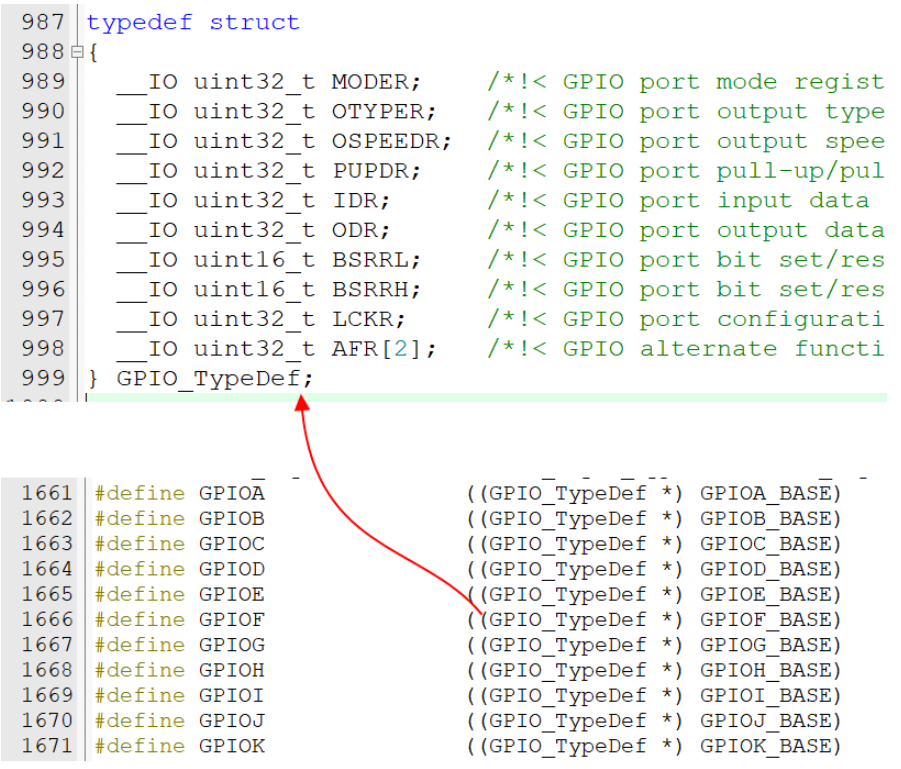 987 typedef struct
988 {
989 __IO uint32_t MODER; /*!< GPIO port mode regist
990 __IO uint32_t OTYPER; /*!< GPIO port output type
991 __IO uint32_t OSPEEDR; /*!< GPIO port output spee
992 __IO uint32_t PUPDR; /*!< GPIO port pull-up/pul
993 __IO uint32_t IDR; /*!< GPIO port input data
994 __IO uint32_t ODR; /*!< GPIO port output data
995 __IO uint16_t BSRRL; /*!< GPIO port bit set/res
996 __IO uint16_t BSRRH; /*!< GPIO port bit set/res
997 __IO uint32_t LCKR; /*!< GPIO port configurati
998 __IO uint32_t AFR[2]; /*!< GPIO alternate functi
999 } GPIO_TypeDef;
1661 #define GPIOA ((GPIO_TypeDef *) GPIOA_BASE)
1662 #define GPIOB ((GPIO_TypeDef *) GPIOB_BASE)
1663 #define GPIOC ((GPIO_TypeDef *) GPIOC_BASE)
1664 #define GPIOD ((GPIO_TypeDef *) GPIOD_BASE)
1665 #define GPIOE ((GPIO_TypeDef *) GPIOE_BASE)
1666 #define GPIOF ((GPIO_TypeDef *) GPIOF_BASE)
1667 #define GPIOG ((GPIO_TypeDef *) GPIOG_BASE)
1668 #define GPIOH ((GPIO_TypeDef *) GPIOH_BASE)
1669 #define GPIOI ((GPIO_TypeDef *) GPIOI_BASE)
1670 #define GPIOJ ((GPIO_TypeDef *) GPIOJ_BASE)
1671 #define GPIOK ((GPIO_TypeDef *) GPIOK_BASE)